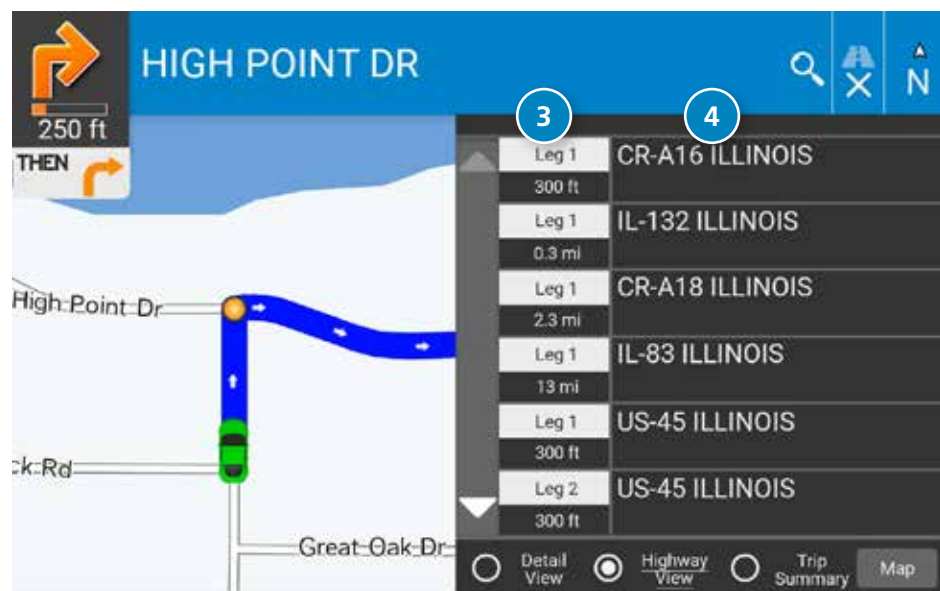 HIGH POINT DR
N
250 ft
THEN
3
4
Leg 1
CR-A16 ILLINOIS
300 ft
Leg 1
IL-132 ILLINOIS
0.3 mi
Leg 1
CR-A18 ILLINOIS
2.3 mi
Leg 1
IL-83 ILLINOIS
13 mi
Leg 1
US-45 ILLINOIS
300 ft
Leg 2
US-45 ILLINOIS
300 ft
High Point Dr
ck Rd
Great Oak Dr
Detail
View
Highway
View
Trip
Summary
Map